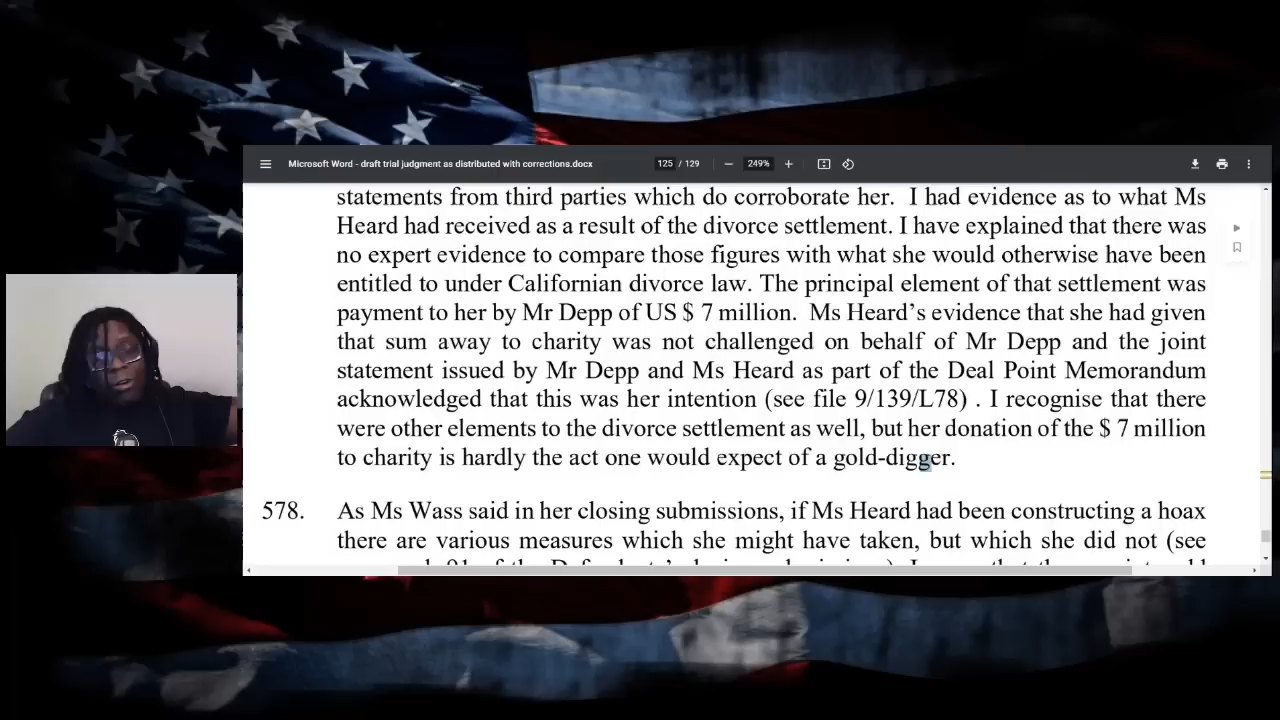 Microsoft Word - draft trial judgment as distributed with corrections.docx 125 / 129 249%
statements from third parties which do corroborate her. I had evidence as to what Ms
Heard had received as a result of the divorce settlement. I have explained that there was
no expert evidence to compare those figures with what she would otherwise have been
entitled to under Californian divorce law. The principal element of that settlement was
payment to her by Mr Depp of US $ 7 million. Ms Heard's evidence that she had given
that sum away to charity was not challenged on behalf of Mr Depp and the joint
statement issued by Mr Depp and Ms Heard as part of the Deal Point Memorandum
acknowledged that this was her intention (see file 9/139/L78) . I recognise that there
were other elements to the divorce settlement as well, but her donation of the $ 7 million
to charity is hardly the act one would expect of a gold-digger.
578. As Ms Wass said in her closing submissions, if Ms Heard had been constructing a hoax
there are various measures which she might have taken, but which she did not (see